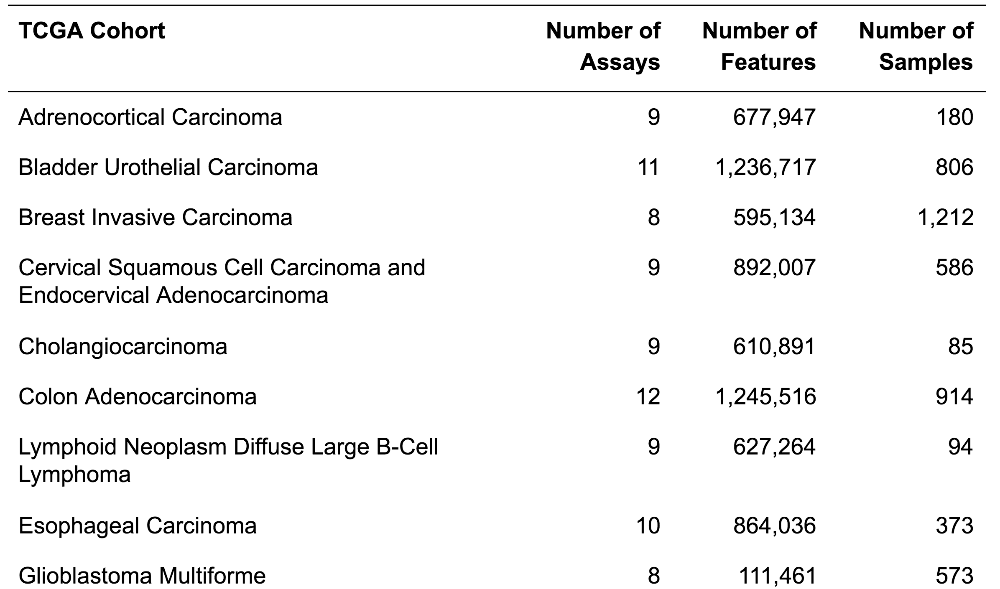 TCGA Cohort Number of Number of Number of
Assays Features Samples
Adrenocortical Carcinoma 9 677,947 180
Bladder Urothelial Carcinoma 11 1,236,717 806
Breast Invasive Carcinoma 8 595,134 1,212
Cervical Squamous Cell Carcinoma and 9 892,007 586
Endocervical Adenocarcinoma
Cholangiocarcinoma 9 610,891 85
Colon Adenocarcinoma 12 1,245,516 914
Lymphoid Neoplasm Diffuse Large B-Cell 9 627,264 94
Lymphoma
Esophageal Carcinoma 10 864,036 373
Glioblastoma Multiforme 8 111,461 573